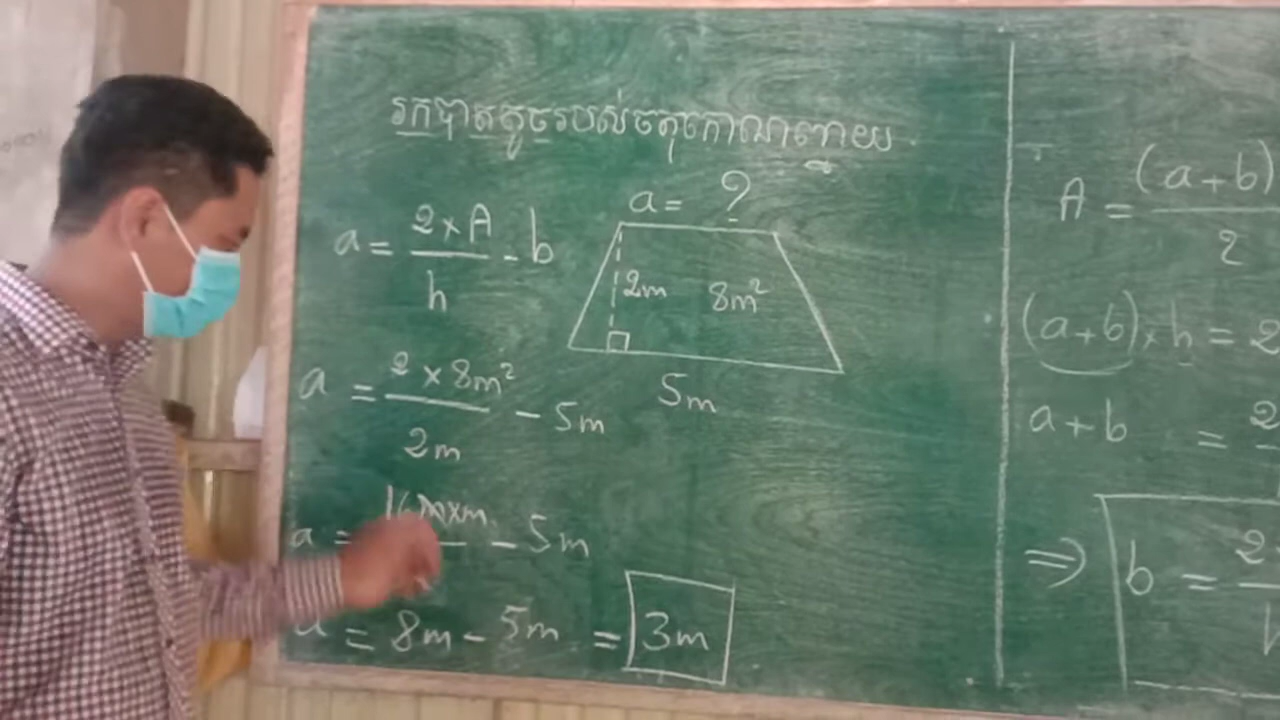 រកបាតតូចរបស់ចតុកោណព្នាយ
a = ?
a = 2 × A / h - b
2m 8m²
5m
a = 2 × 8m² / 2m - 5m
a = 16 m×m - 5m
= 8m - 5m = 3m
A = (a+b) / 2
(a+b) × h = 2
a + b = 2
⇒ b = 2